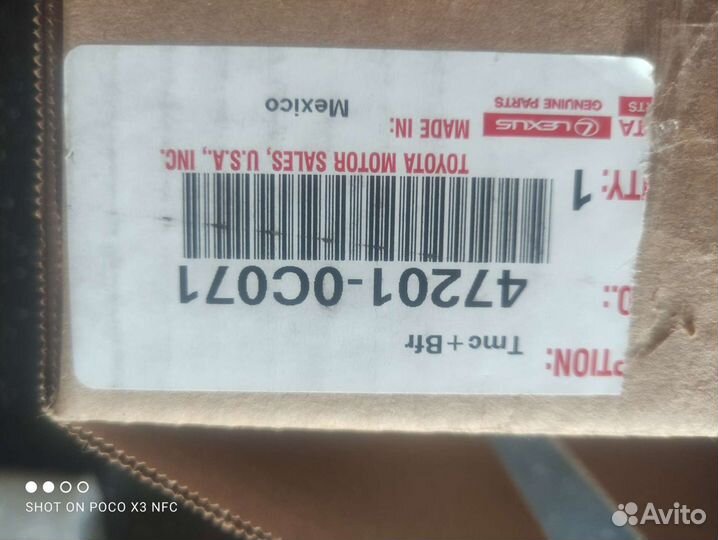 PTION: Tmc+Bfr
O.: 47201-0C071
TY: 1
TOYOTA MOTOR SALES, U.S.A., INC.
TA LEXUS MADE IN:
RTS GENUINE PARTS Mexico
SHOT ON POCO X3 NFC
Avito